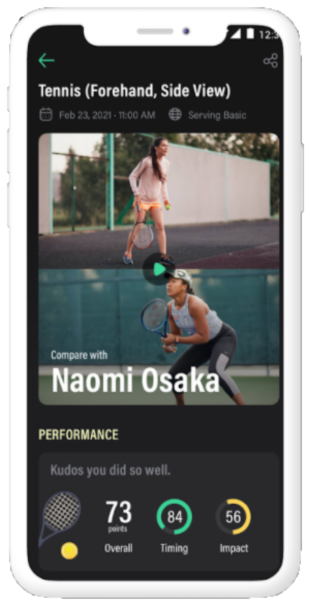 12:3
Tennis (Forehand, Side View)
Feb 23, 2021 · 11:00 AM Serving Basic
Compare with
Naomi Osaka
PERFORMANCE
Kudos you did so well.
73 84 56
points
Overall Timing Impact